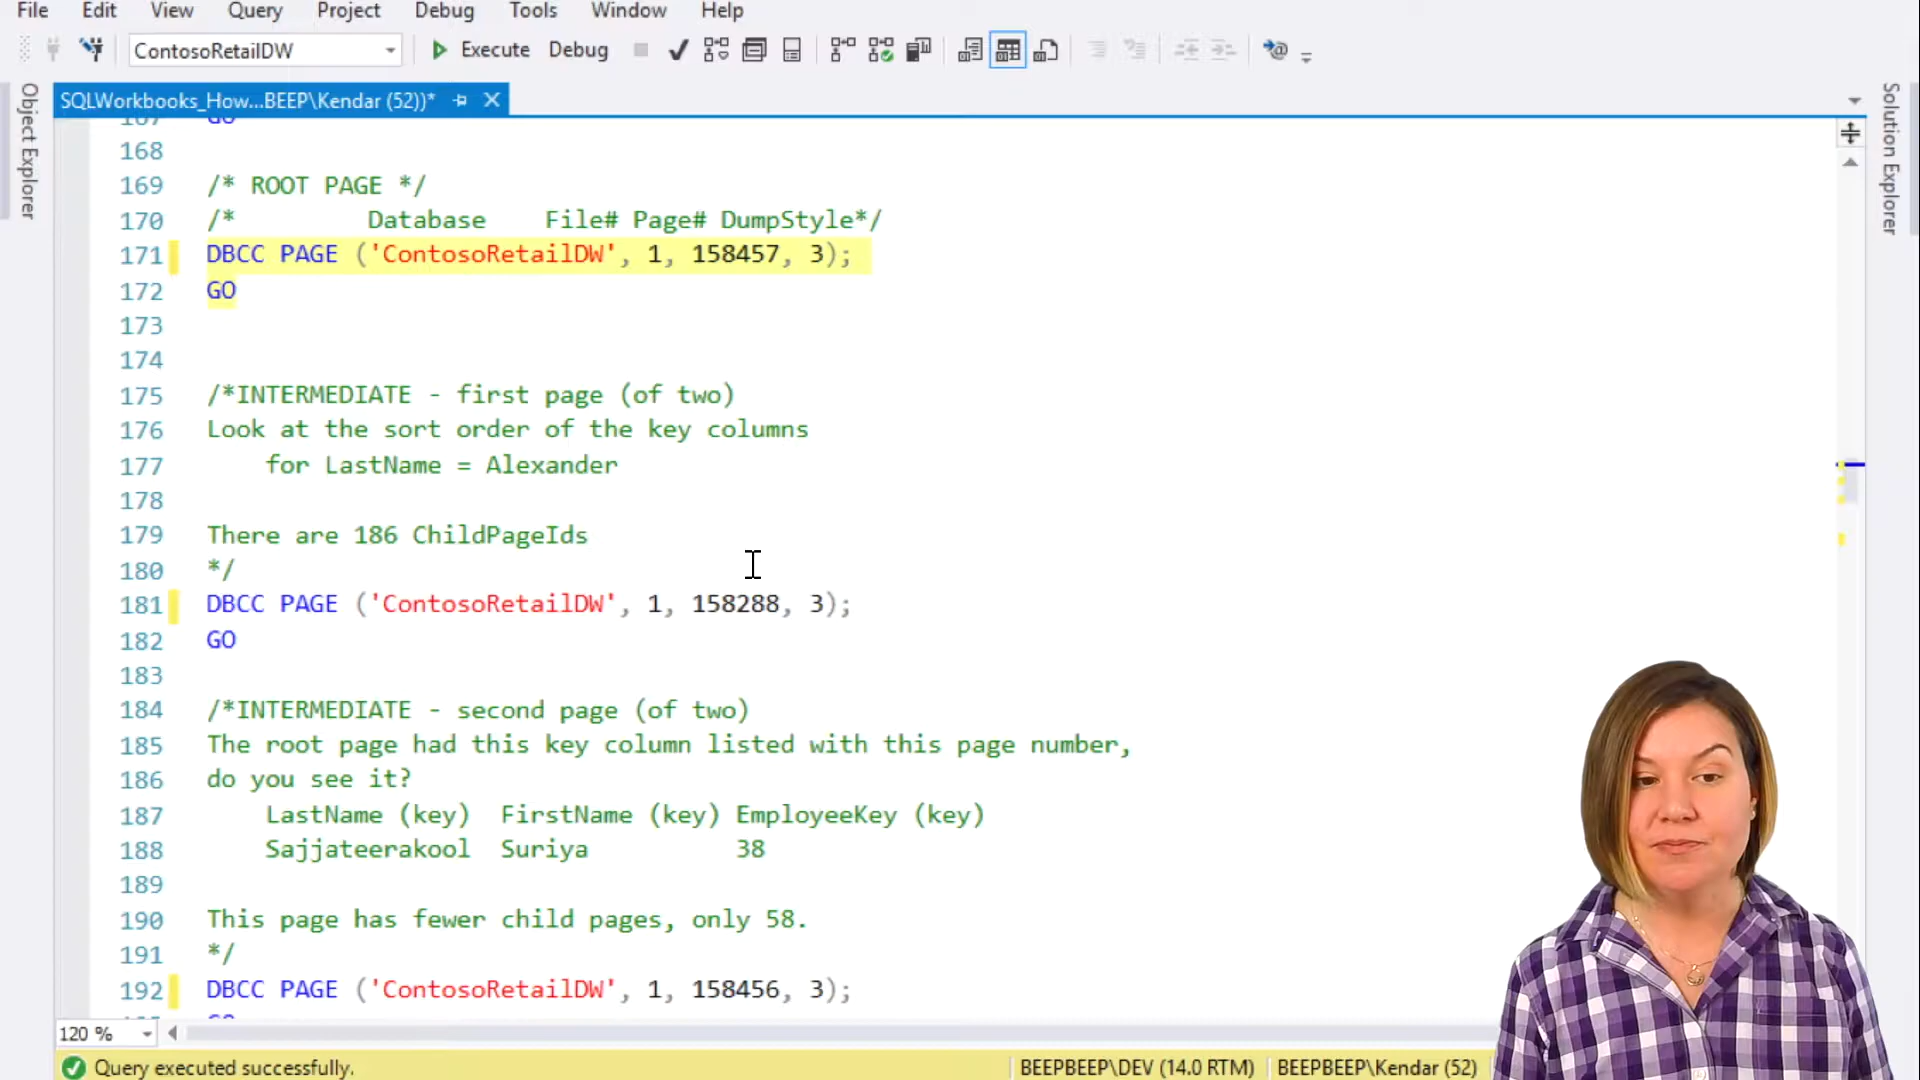 File Edit View Query Project Debug Tools Window Help
ContosoRetailDW Execute Debug
Object Explorer
SQLWorkbooks_How...BEEP\Kendar (52))*
Solution Explorer
167 GO
168
169 /* ROOT PAGE */
170 /* Database File# Page# DumpStyle*/
171 DBCC PAGE ('ContosoRetailDW', 1, 158457, 3);
172 GO
173
174
175 /*INTERMEDIATE - first page (of two)
176 Look at the sort order of the key columns
177 for LastName = Alexander
178
179 There are 186 ChildPageIds
180 */
181 DBCC PAGE ('ContosoRetailDW', 1, 158288, 3);
182 GO
183
184 /*INTERMEDIATE - second page (of two)
185 The root page had this key column listed with this page number,
186 do you see it?
187 LastName (key) FirstName (key) EmployeeKey (key)
188 Sajjateerakool Suriya 38
189
190 This page has fewer child pages, only 58.
191 */
192 DBCC PAGE ('ContosoRetailDW', 1, 158456, 3);
120 %
Query executed successfully. BEEPBEEP\DEV (14.0 RTM) BEEPBEEP\Kendar (52)